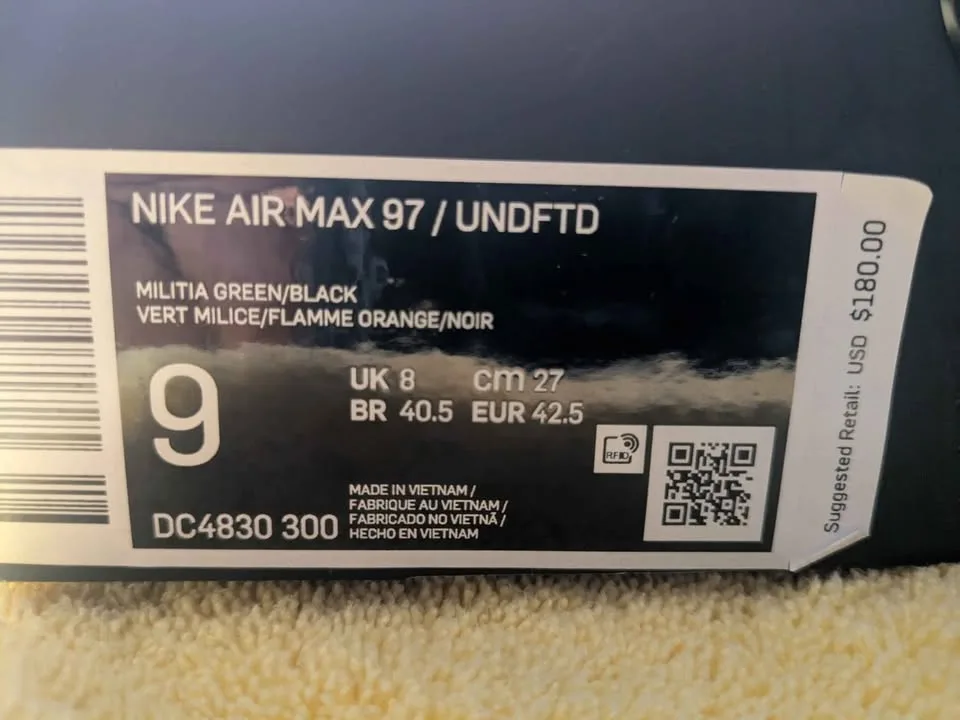 NIKE AIR MAX 97 / UNDFTD
MILITIA GREEN/BLACK
VERT MILICE/FLAMME ORANGE/NOIR
9
UK 8 cm 27
BR 40.5 EUR 42.5
RFID
DC4830 300
MADE IN VIETNAM /
FABRIQUE AU VIETNAM /
FABRICADO NO VIETNÃ /
HECHO EN VIETNAM
Suggested Retail: USD $180.00